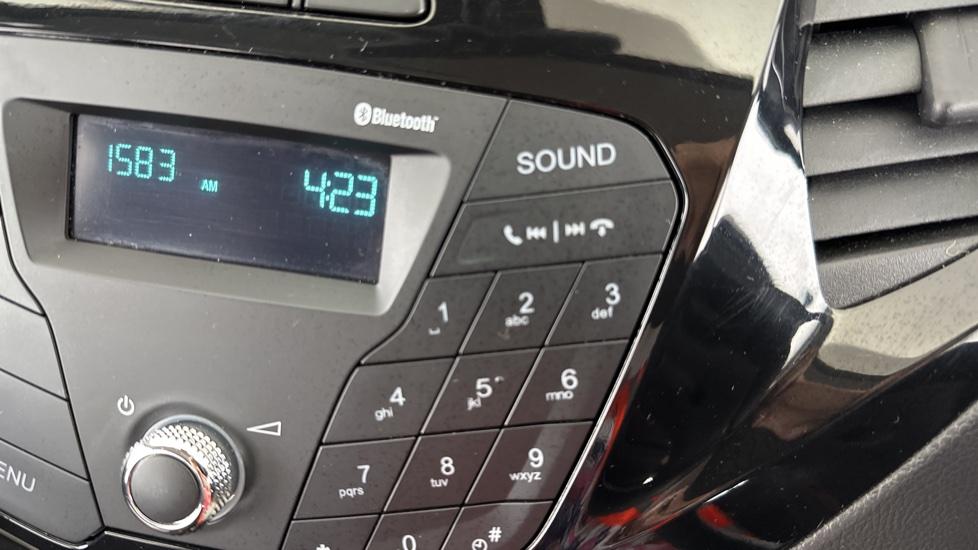 Bluetooth
1583 AM 4:23
SOUND
1
2 abc
3 def
4 ghi
5 jkl
6 mno
7 pqrs
8 tuv
9 wxyz
ENU
*
0
#